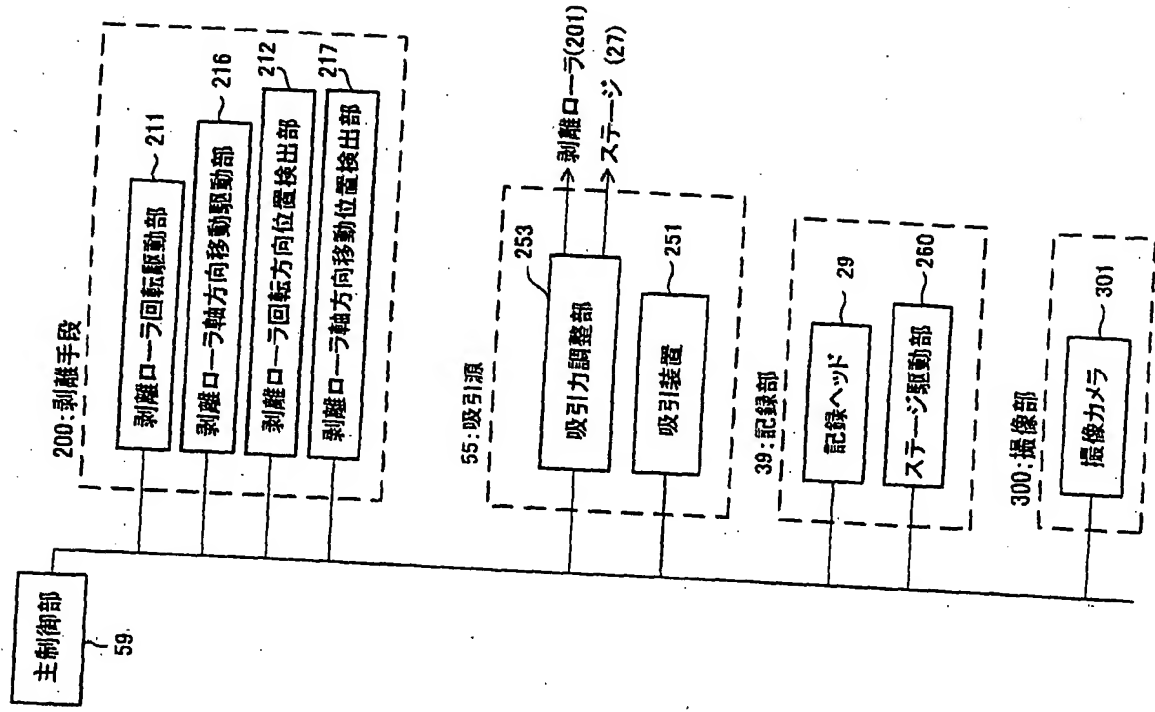 主制御部
59
200:剥離手段
剥離ローラ回転駆動部
211
剥離ローラ軸方向移動駆動部
216
剥離ローラ回転方向位置検出部
212
剥離ローラ軸方向移動位置検出部
217
55:吸引源
253
吸引力調整部
剥離ローラ(201)
ステージ (27)
251
吸引装置
39:記録部
記録ヘッド
29
ステージ駆動部
260
300:撮像部
撮像カメラ
301